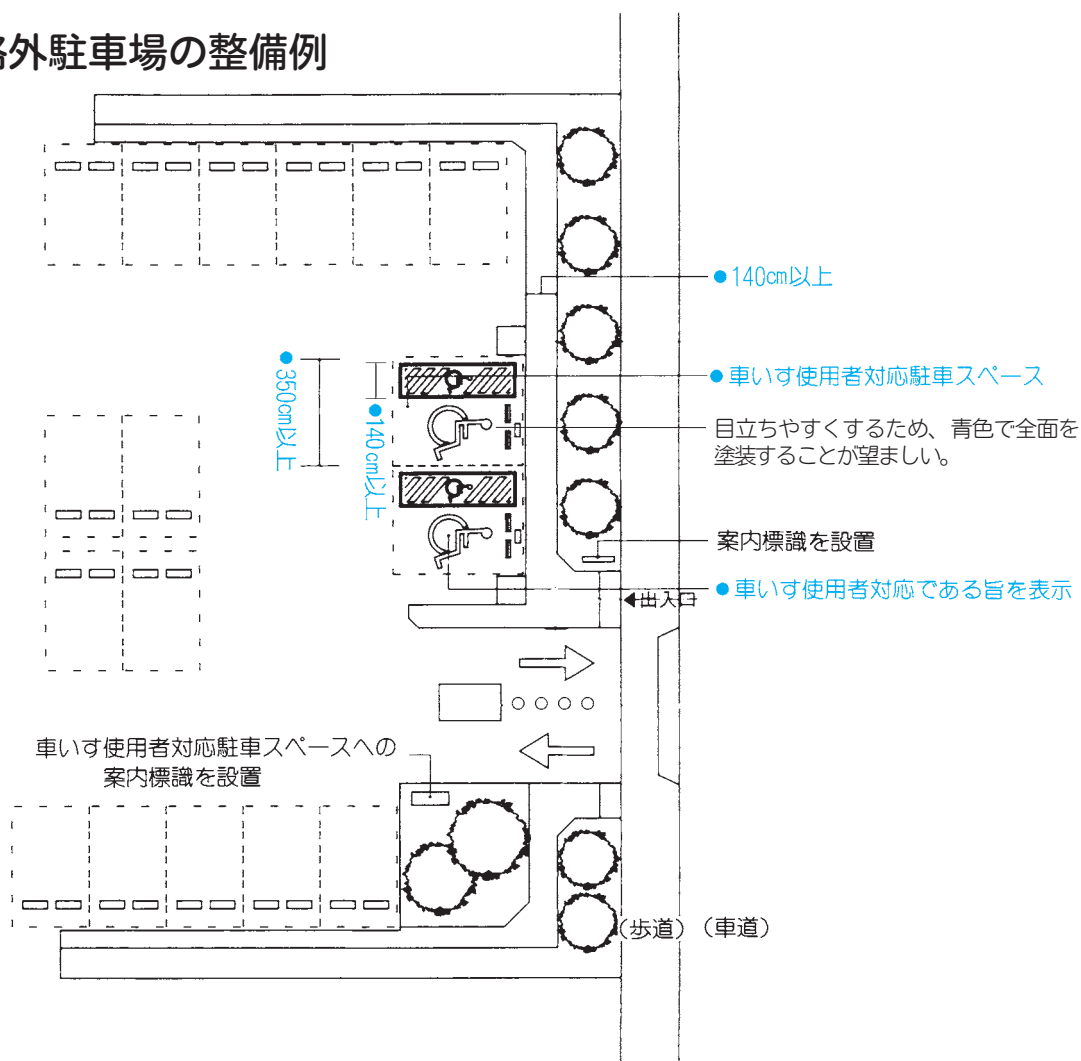 外駐車場の整備例
●140cm以上
●350cm以上
●140cm以上
●車いす使用者対応駐車スペース
目立ちやすくするため、青色で全面を
塗装することが望ましい。
案内標識を設置
●車いす使用者対応である旨を表示
◀出入口
車いす使用者対応駐車スペースへの
案内標識を設置
(歩道)
(車道)